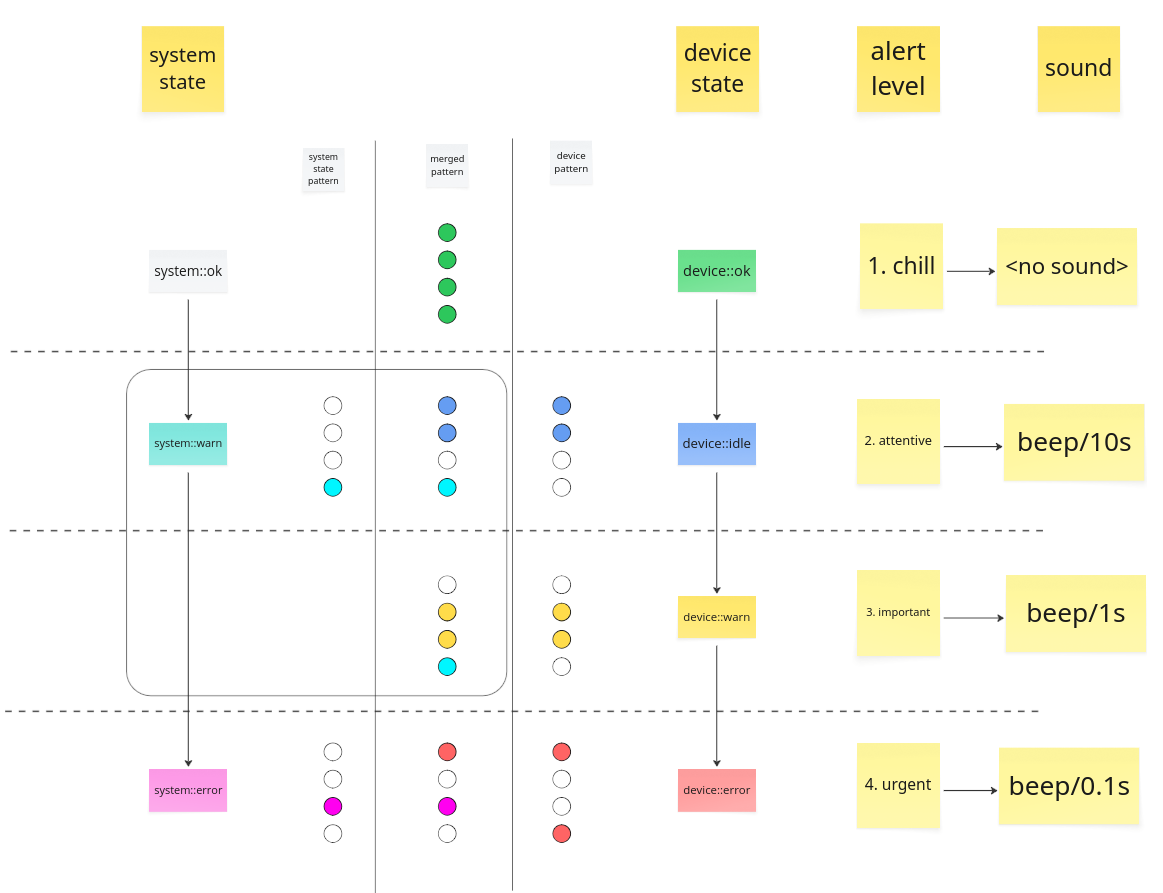 system
state
device
state
alert
level
sound
system
state
pattern
merged
pattern
device
pattern
system::ok
device::ok
1. chill
<no sound>
system::warn
device::idle
2. attentive
beep/10s
device::warn
3. important
beep/1s
system::error
device::error
4. urgent
beep/0.1s